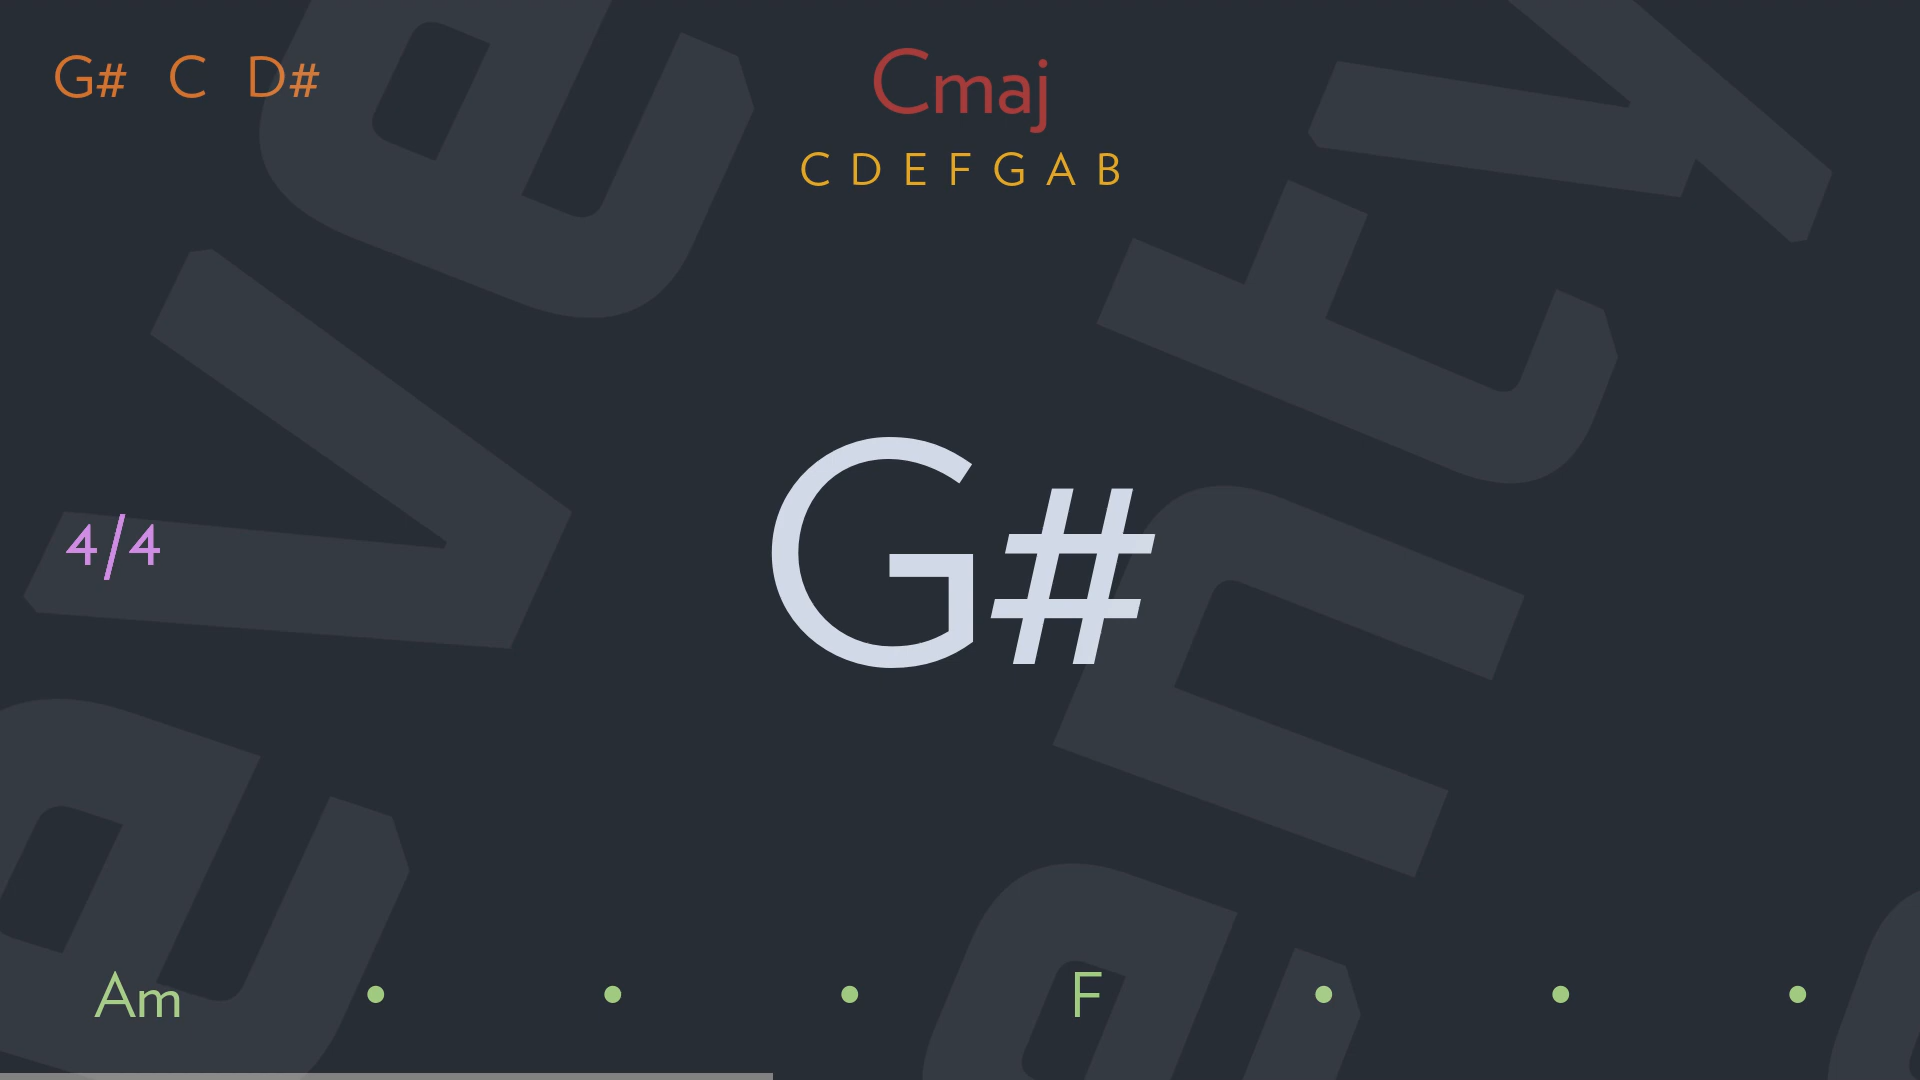 G# C D#
Cmaj
C D E F G A B
G#
4/4
Am • • • F • • •